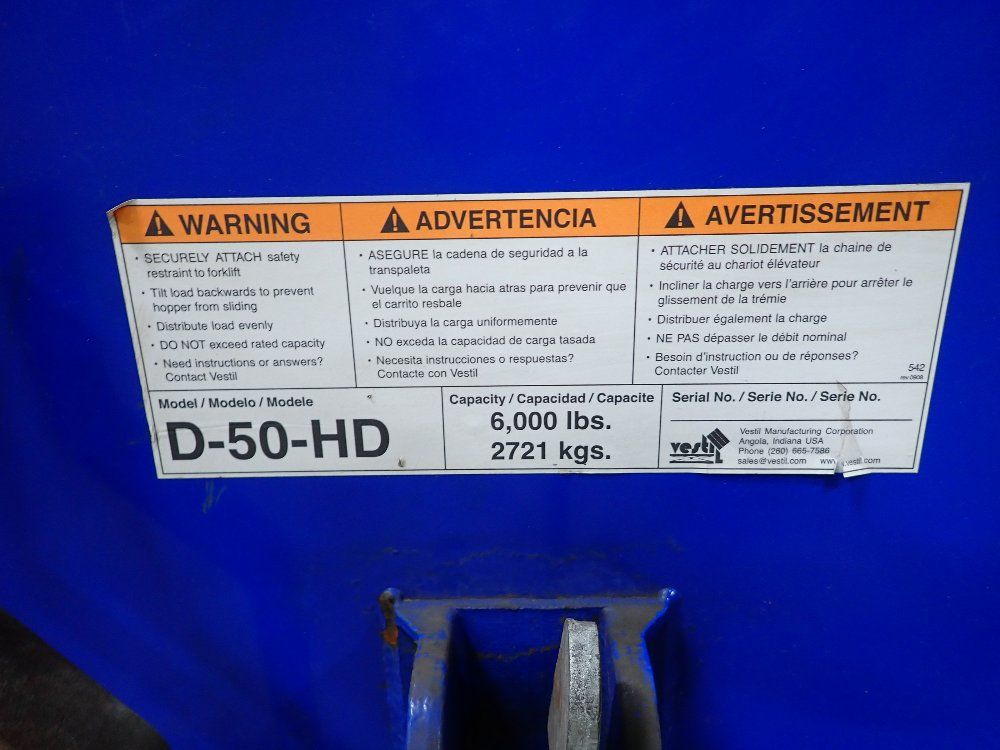 WARNING
· SECURELY ATTACH safety
restraint to forklift
· Tilt load backwards to prevent
hopper from sliding
· Distribute load evenly
· DO NOT exceed rated capacity
· Need instructions or answers?
Contact Vestil
ADVERTENCIA
· ASEGURE la cadena de seguridad a la
transpaleta
· Vuelque la carga hacia atras para prevenir que
el carrito resbale
· Distribuya la carga uniformemente
· NO exceda la capacidad de carga tasada
· Necesita instrucciones o respuestas?
Contacte con Vestil
AVERTISSEMENT
· ATTACHER SOLIDEMENT la chaine de
sécurité au chariot élévateur
· Incliner la charge vers l'arrière pour arrêter le
glissement de la trémie
· Distribuer également la charge
· NE PAS dépasser le débit nominal
· Besoin d'instruction ou de réponses?
Contacter Vestil
542
rev 0908
Model / Modelo / Modele
D-50-HD
Capacity / Capacidad / Capacite
6,000 lbs.
2721 kgs.
Serial No. / Serie No. / Serie No.
vestil
Vestil Manufacturing Corporation
Angola, Indiana USA
Phone (260) 665-7586
sales@vestil.com www.vestil.com